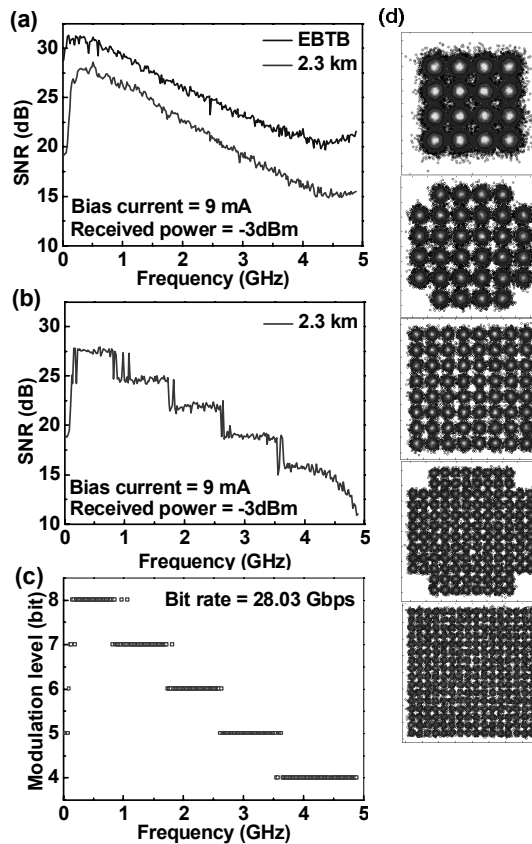 (a)
30
25
20
15
10
SNR (dB)
EBTB
2.3 km
Bias current = 9 mA
Received power = -3dBm
0 1 2 3 4 5
Frequency (GHz)
(b)
30
25
20
15
10
SNR (dB)
2.3 km
Bias current = 9 mA
Received power = -3dBm
0 1 2 3 4 5
Frequency (GHz)
(c)
8
7
6
5
4
Modulation level (bit)
Bit rate = 28.03 Gbps
0 1 2 3 4 5
Frequency (GHz)
(d)